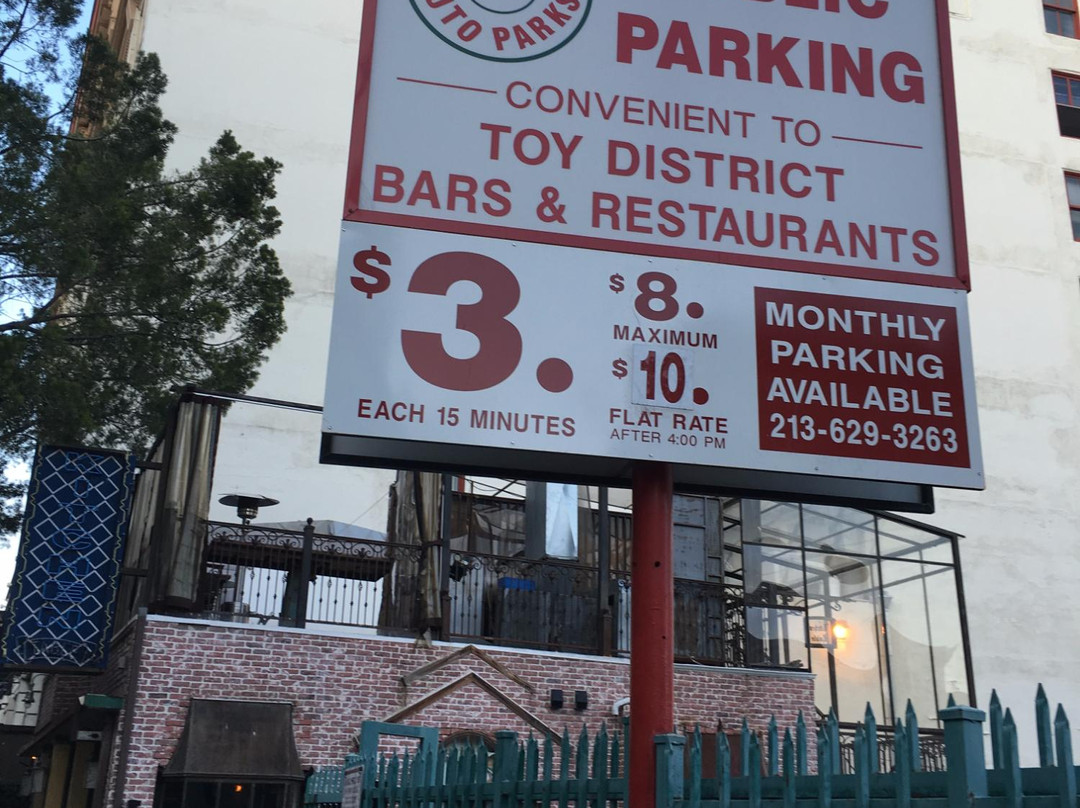 UTO PARKS
PARKING
CONVENIENT TO
TOY DISTRICT
BARS & RESTAURANTS
$3.
EACH 15 MINUTES
$8.
MAXIMUM
$10.
FLAT RATE
AFTER 4:00 PM
MONTHLY
PARKING
AVAILABLE
213-629-3263